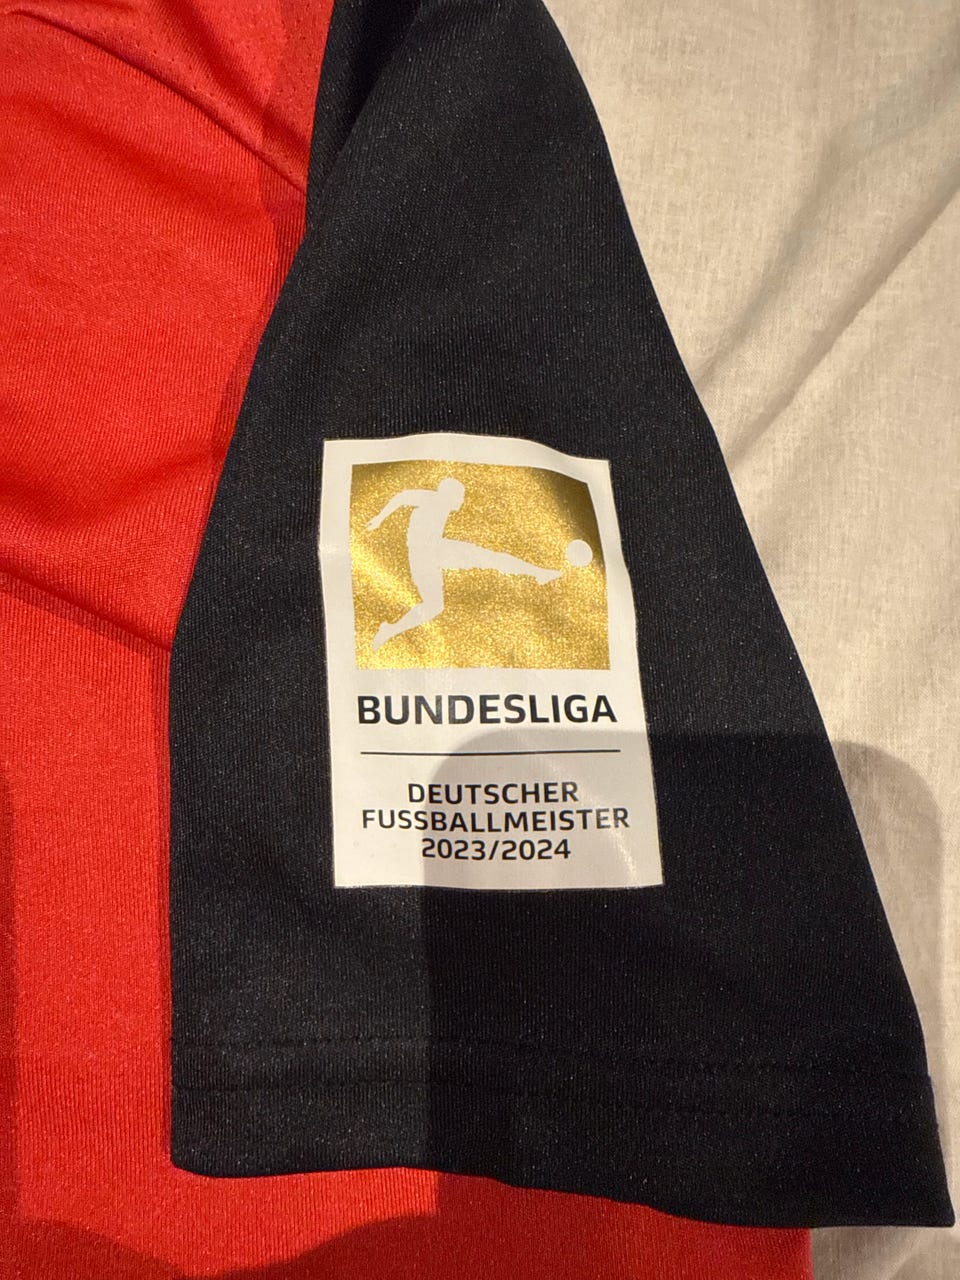 BUNDESLIGA
DEUTSCHER
FUSSBALLMEISTER
2023/2024